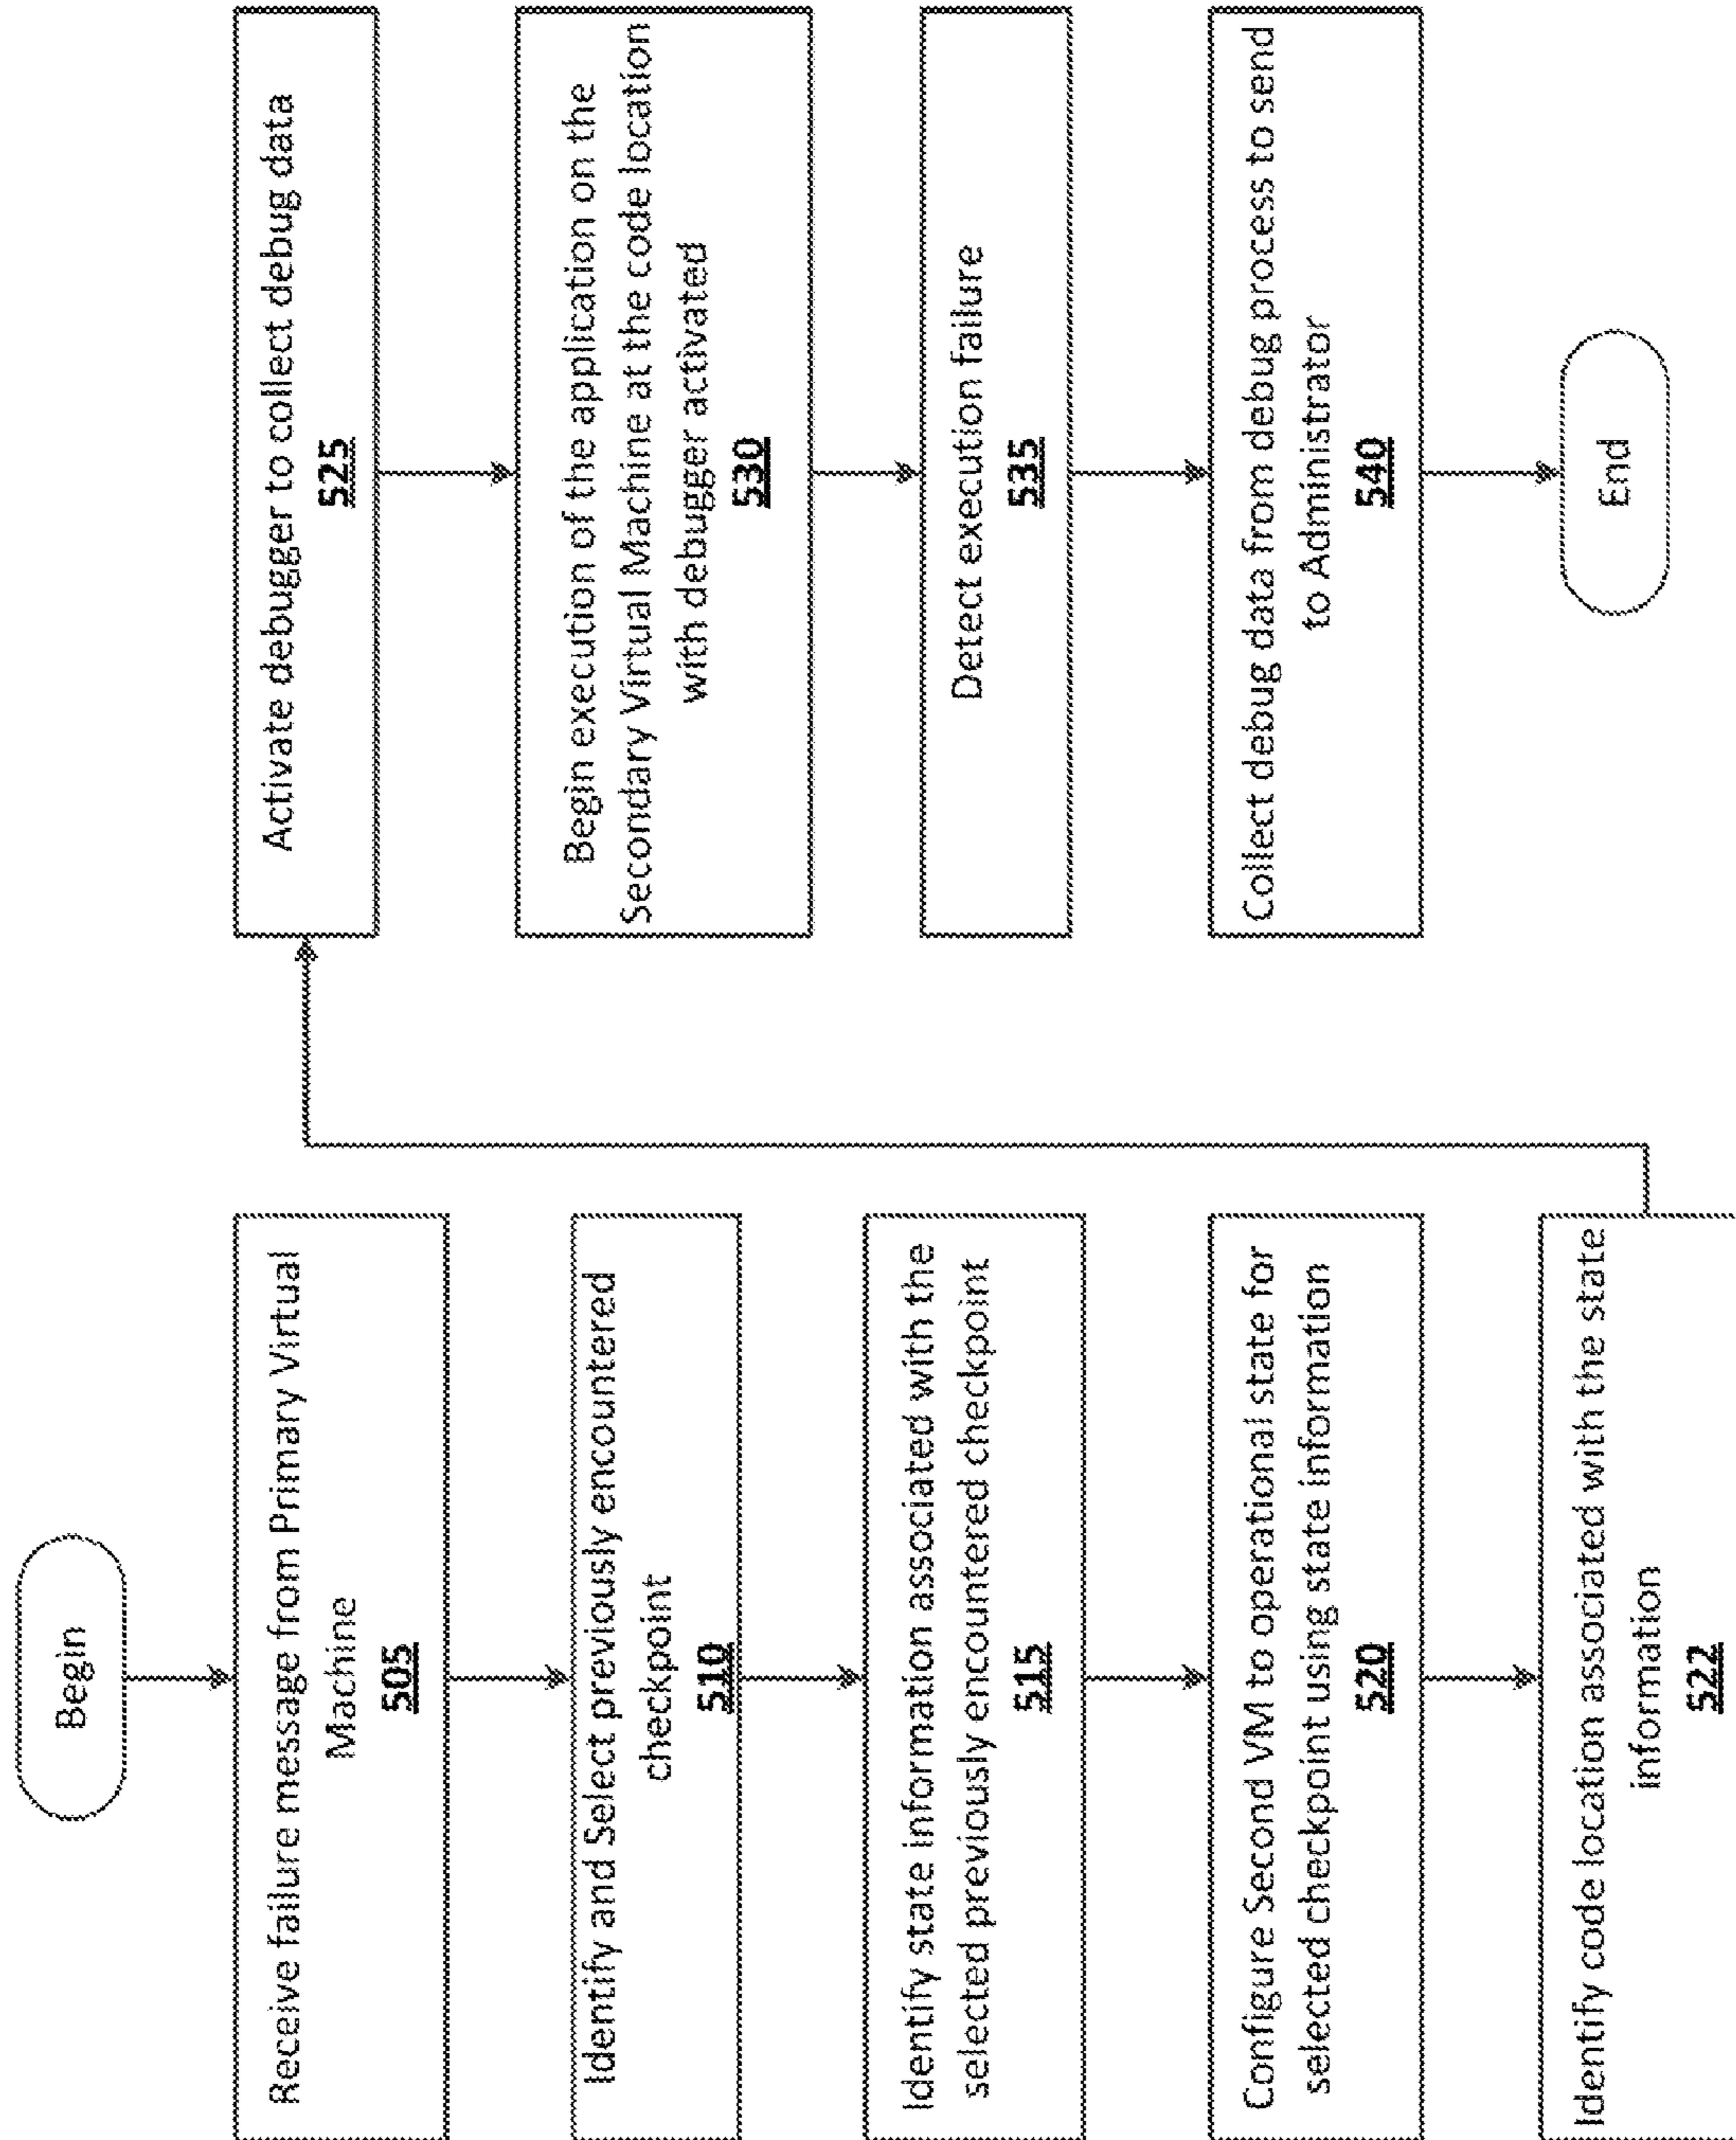 Begin
Receive failure message from Primary Virtual
Machine
505
Identify and Select previously encountered
checkpoint
510
Identify state information associated with the
selected previously encountered checkpoint
515
Configure Second VM to operational state for
selected checkpoint using state information
520
Identify code location associated with the state
information
522
Activate debugger to collect debug data
525
Begin execution of the application on the
Secondary Virtual Machine at the code location
with debugger activated
530
Detect execution failure
535
Collect debug data from debug process to send
to Administrator
540
End